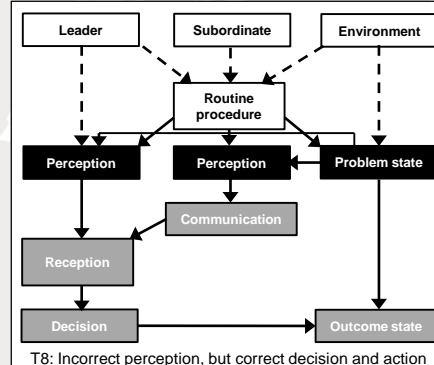 Leader
Subordinate
Environment
Routine
procedure
Perception
Perception
Problem state
Communication
Reception
Decision
Outcome state
T8: Incorrect perception, but correct decision and action